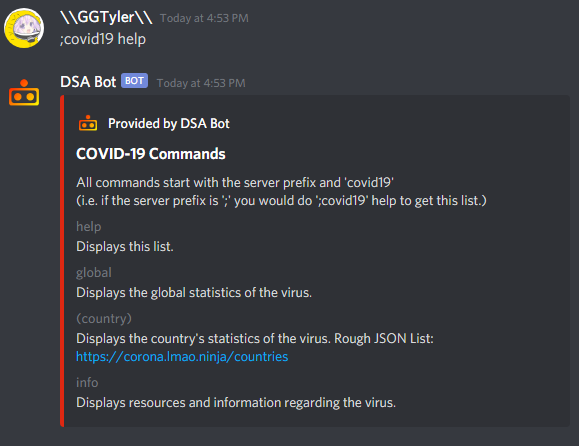 \\GGTyler\\ Today at 4:53 PM
;covid19 help
DSA Bot BOT Today at 4:53 PM
Provided by DSA Bot
COVID-19 Commands
All commands start with the server prefix and 'covid19'
(i.e. if the server prefix is ';' you would do ';covid19' help to get this list.)
help
Displays this list.
global
Displays the global statistics of the virus.
(country)
Displays the country's statistics of the virus. Rough JSON List:
https://corona.lmao.ninja/countries
info
Displays resources and information regarding the virus.